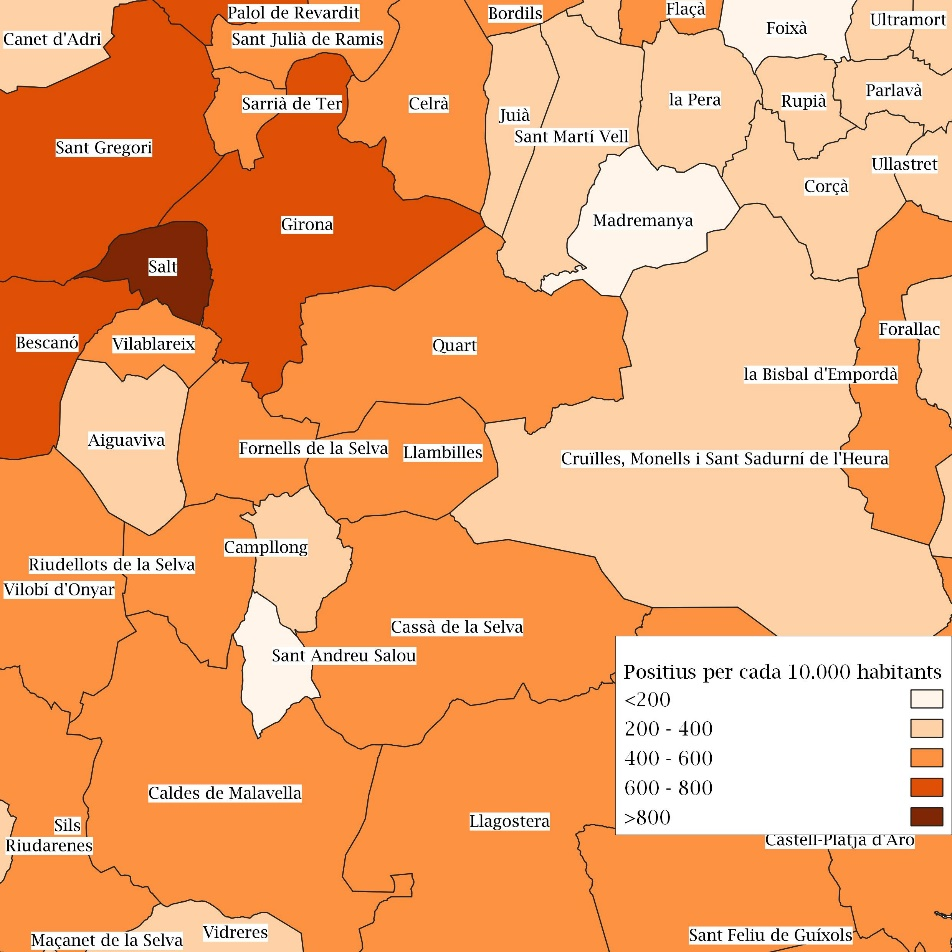 Palol de Revardit
Bordils
Flaçà
Ultramort
Foixà
Canet d'Adri
Sant Julià de Ramis
Parlavà
la Pera
Rupià
Sarrià de Ter
Celrà
Juià
Sant Martí Vell
Sant Gregori
Ullastret
Corçà
Madremanya
Girona
Salt
Forallac
Bescanó
Vilablareix
Quart
la Bisbal d'Empordà
Aiguaviva
Fornells de la Selva
Llambilles
Cruïlles, Monells i Sant Sadurní de l'Heura
Campllong
Riudellots de la Selva
Vilobí d'Onyar
Cassà de la Selva
Sant Andreu Salou
Positius per cada 10.000 habitants
<200
200 - 400
400 - 600
600 - 800
>800
Caldes de Malavella
Llagostera
Sils
Riudarenes
Castell-Platja d'Aro
Vidreres
Maçanet de la Selva
Sant Feliu de Guíxols